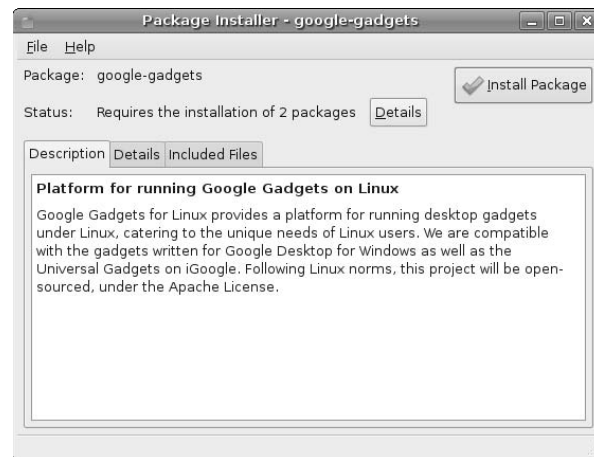 Package Installer - google-gadgets
File Help
Package: google-gadgets
Install Package
Status: Requires the installation of 2 packages Details
Description Details Included Files
Platform for running Google Gadgets on Linux
Google Gadgets for Linux provides a platform for running desktop gadgets
under Linux, catering to the unique needs of Linux users. We are compatible
with the gadgets written for Google Desktop for Windows as well as the
Universal Gadgets on iGoogle. Following Linux norms, this project will be open-
sourced, under the Apache License.